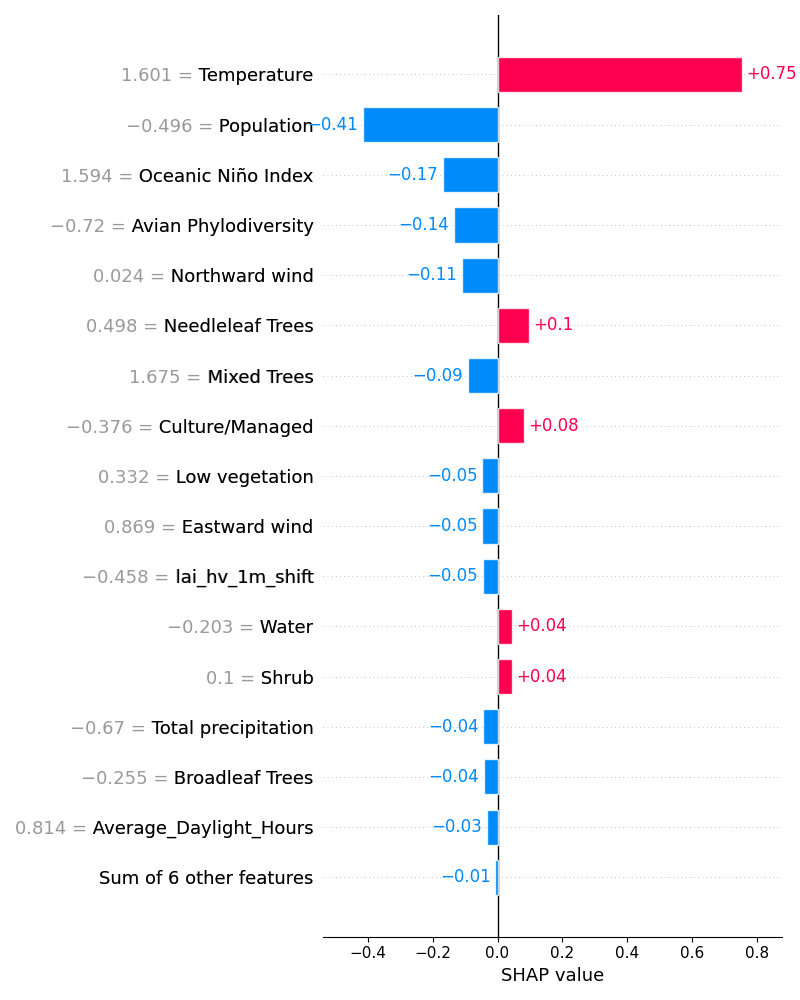 1.601 = Temperature +0.75
−0.496 = Population −0.41
1.594 = Oceanic Niño Index −0.17
−0.72 = Avian Phylodiversity −0.14
0.024 = Northward wind −0.11
0.498 = Needleleaf Trees +0.1
1.675 = Mixed Trees −0.09
−0.376 = Culture/Managed +0.08
0.332 = Low vegetation −0.05
0.869 = Eastward wind −0.05
−0.458 = lai_hv_1m_shift −0.05
−0.203 = Water +0.04
0.1 = Shrub +0.04
−0.67 = Total precipitation −0.04
−0.255 = Broadleaf Trees −0.04
0.814 = Average_Daylight_Hours −0.03
Sum of 6 other features −0.01
−0.4 −0.2 0.0 0.2 0.4 0.6 0.8
SHAP value